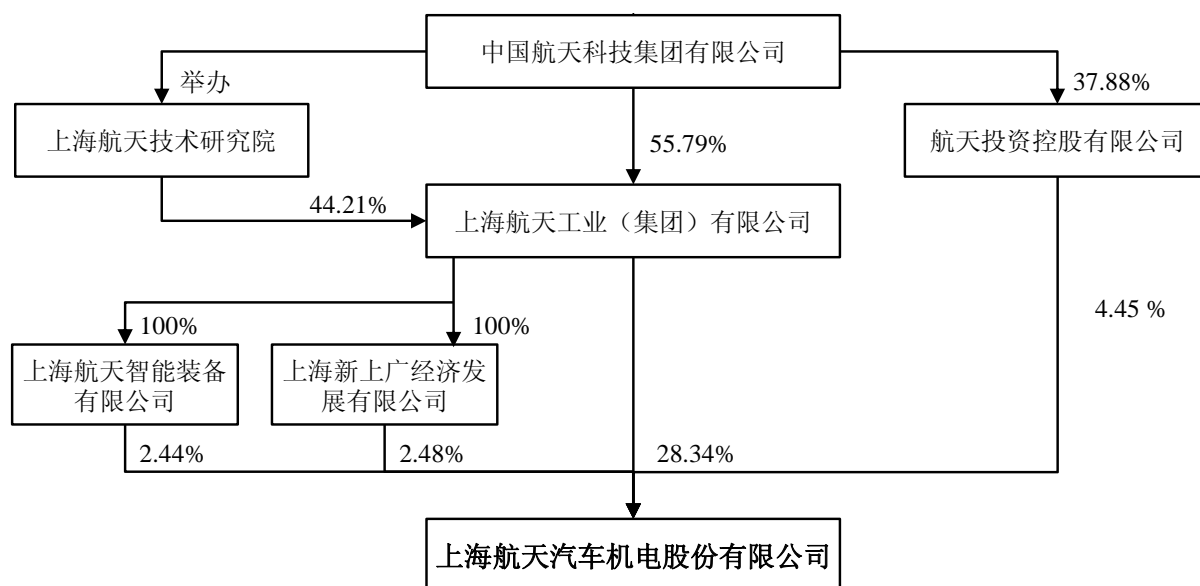 中国航天科技集团有限公司
举办
37.88%
上海航天技术研究院
55.79%
航天投资控股有限公司
44.21%
上海航天工业（集团）有限公司
4.45 %
100%
100%
上海航天智能装备
有限公司
上海新上广经济发
展有限公司
2.44%
2.48%
28.34%
上海航天汽车机电股份有限公司